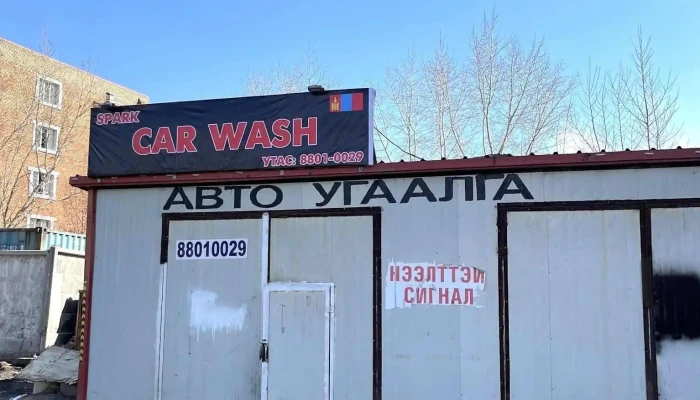 SPARK
CAR WASH
УТАС: 8801-0029
АВТО УГААЛГА
88010029
НЭЭЛТТЭЙ
СИГНАЛ